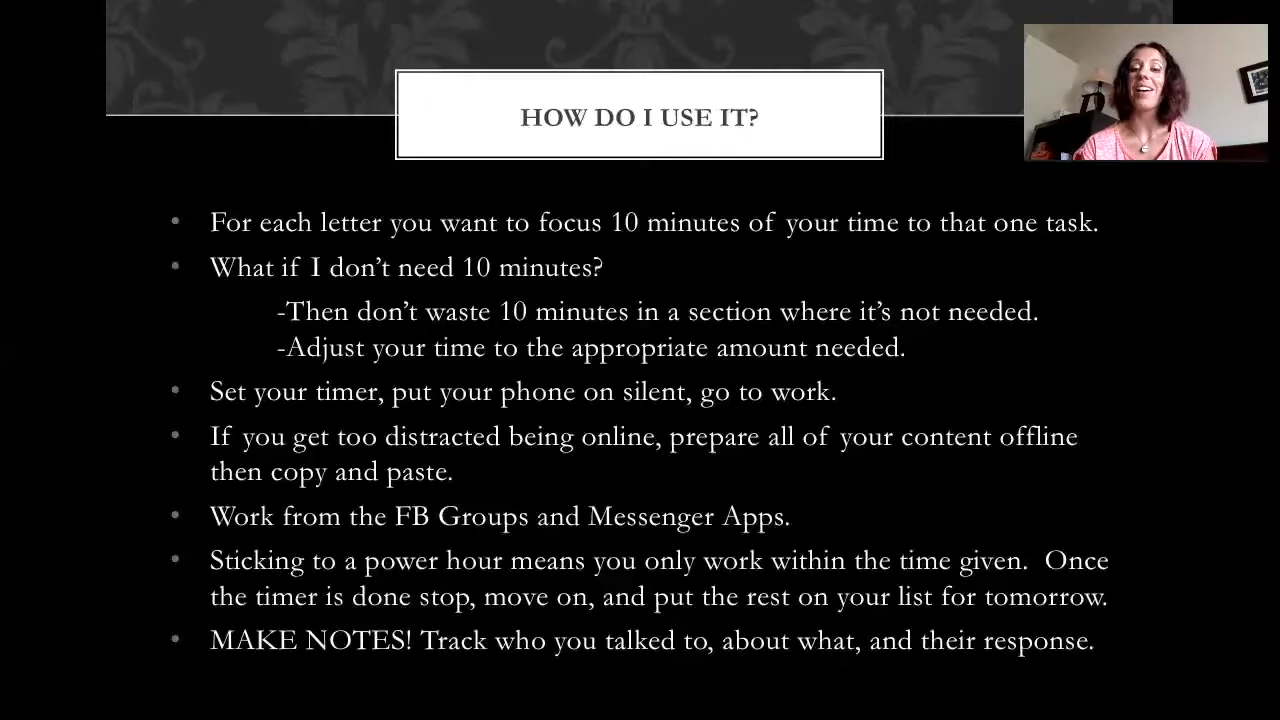 HOW DO I USE IT?
• For each letter you want to focus 10 minutes of your time to that one task.
• What if I don’t need 10 minutes?
-Then don’t waste 10 minutes in a section where it’s not needed.
-Adjust your time to the appropriate amount needed.
• Set your timer, put your phone on silent, go to work.
• If you get too distracted being online, prepare all of your content offline
then copy and paste.
• Work from the FB Groups and Messenger Apps.
• Sticking to a power hour means you only work within the time given.  Once
the timer is done stop, move on, and put the rest on your list for tomorrow.
• MAKE NOTES! Track who you talked to, about what, and their response.